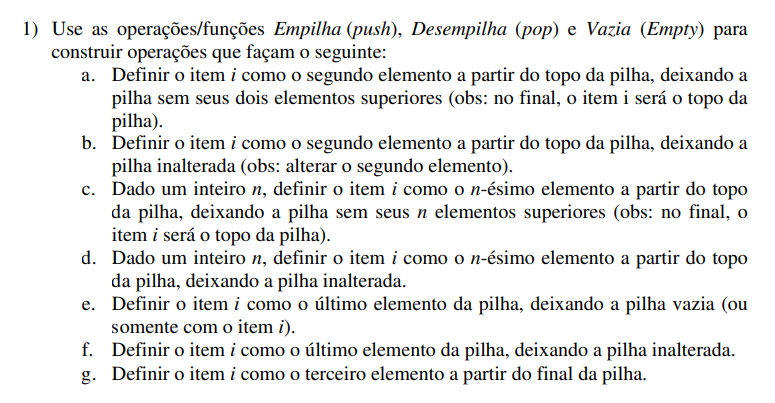 1) Use as operações/funções Empilha (push), Desempilha (pop) e Vazia (Empty) para
construir operações que façam o seguinte:
a. Definir o item i como o segundo elemento a partir do topo da pilha, deixando a
pilha sem seus dois elementos superiores (obs: no final, o item i será o topo da
pilha).
b. Definir o item i como o segundo elemento a partir do topo da pilha, deixando a
pilha inalterada (obs: alterar o segundo elemento).
c. Dado um inteiro n, definir o item i como o n-ésimo elemento a partir do topo
da pilha, deixando a pilha sem seus n elementos superiores (obs: no final, o
item i será o topo da pilha).
d. Dado um inteiro n, definir o item i como o n-ésimo elemento a partir do topo
da pilha, deixando a pilha inalterada.
e. Definir o item i como o último elemento da pilha, deixando a pilha vazia (ou
somente com o item i).
f. Definir o item i como o último elemento da pilha, deixando a pilha inalterada.
g. Definir o item i como o terceiro elemento a partir do final da pilha.